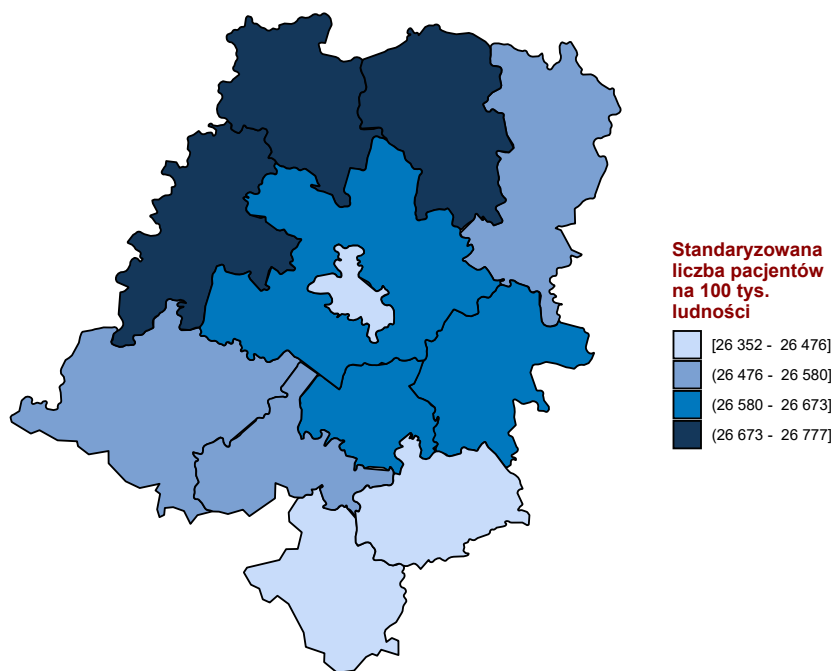 Standaryzowana
liczba pacjentów
na 100 tys.
ludności
[26 352 - 26 476]
(26 476 - 26 580]
(26 580 - 26 673]
(26 673 - 26 777]